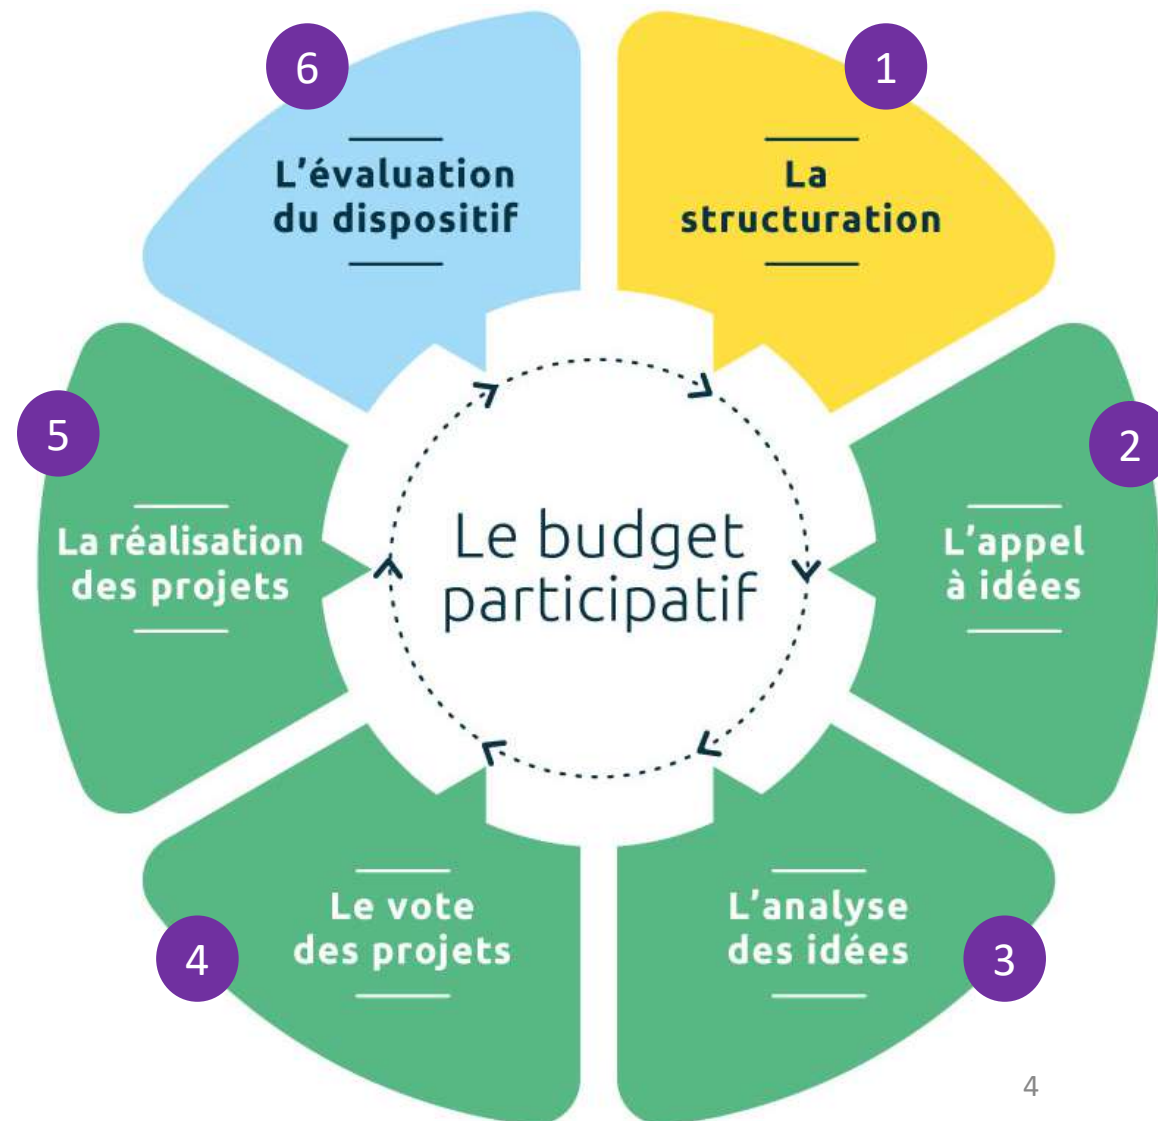 1
La
structuration
2
L'appel
à idées
3
L'analyse
des idées
4
Le vote
des projets
5
La réalisation
des projets
6
L'évaluation
du dispositif
Le budget
participatif
4